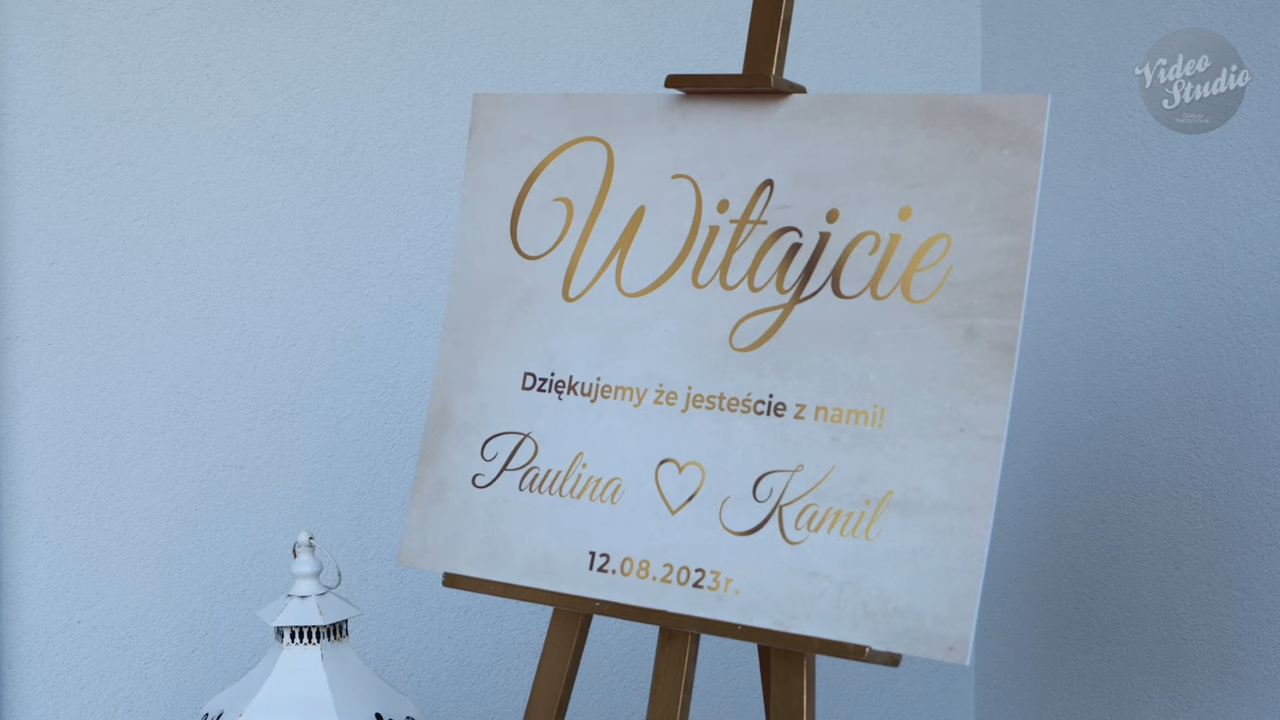 Witajcie
Dziękujemy że jesteście z nami!
Paulina Kamil
12.08.2023r.
Video
Studio